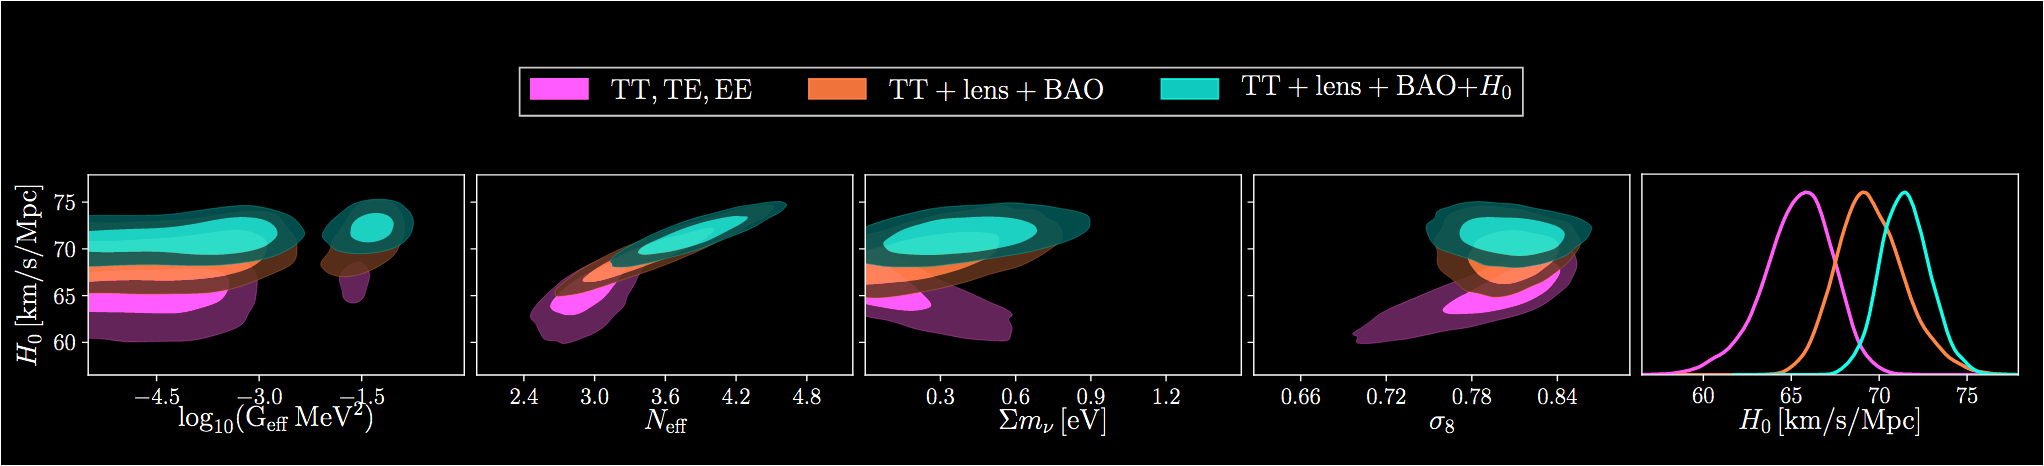 TT, TE, EE
TT + lens + BAO
TT + lens + BAO+H₀
H₀ [km/s/Mpc]
75
70
65
60
−4.5 −3.0 −1.5
log₁₀(G_eff MeV²)
2.4 3.0 3.6 4.2 4.8
N_eff
0.3 0.6 0.9 1.2
Σm_ν [eV]
0.66 0.72 0.78 0.84
σ₈
60 65 70 75
H₀ [km/s/Mpc]